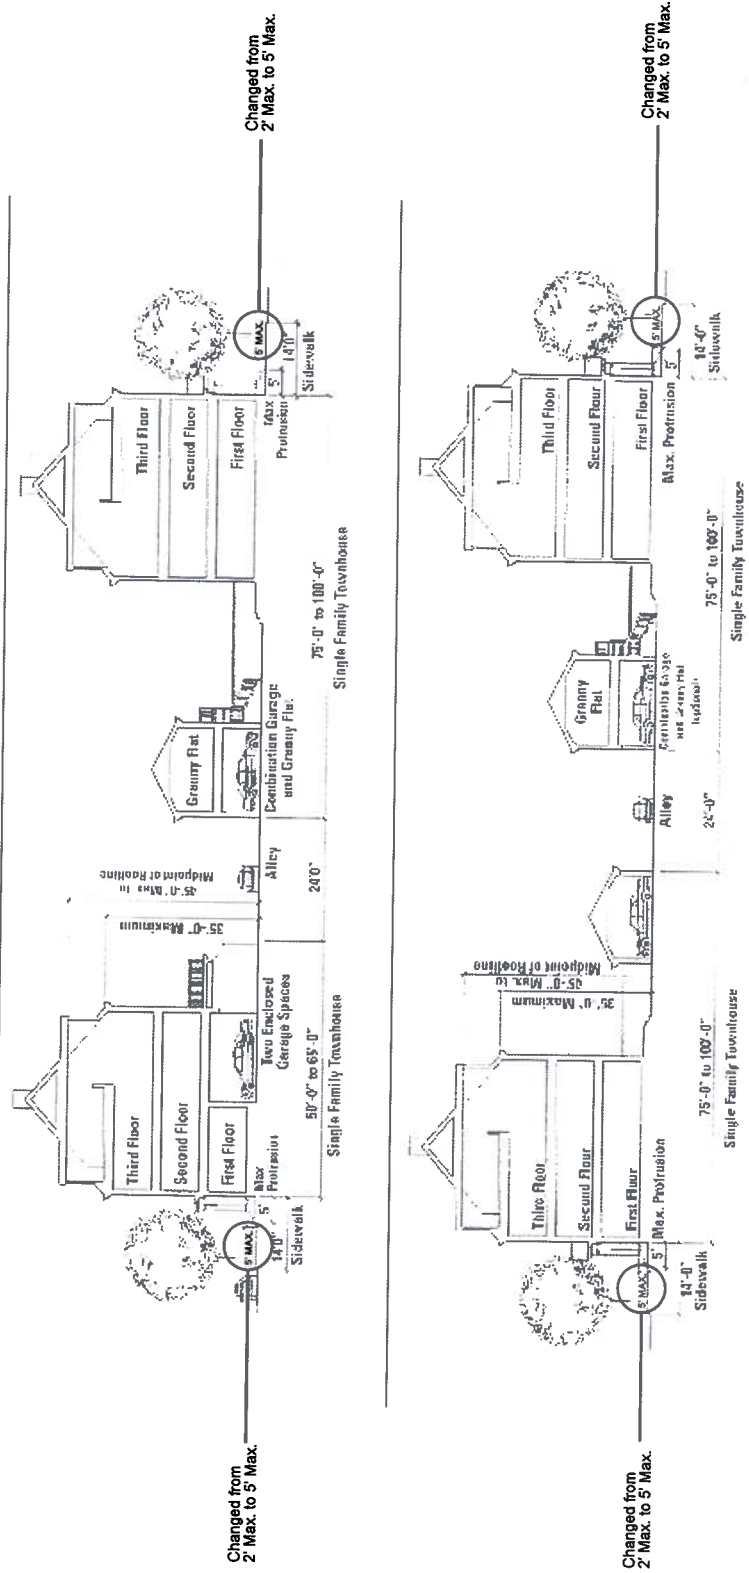 Changed from
2' Max. to 5' Max.
5' MAX.
14'0"
Sidewalk
5'
Max
Protrusion
Third Floor
Second Floor
First Floor
Two Enclosed
Garage Spaces
50'-0" to 65'-0"
Single Family Townhouse
35'-0" Maximum
45'-0" Max. to
Midpoint of Roofline
Alley
24'0"
Granny Flat
Combination Garage
and Granny Flat
75'-0" to 100'-0"
Single Family Townhouse
Third Floor
Second Floor
First Floor
Max
Protrusion
5'
5' MAX.
14'0"
Sidewalk
Changed from
2' Max. to 5' Max.
Changed from
2' Max. to 5' Max.
5' MAX.
14'-0"
Sidewalk
5'
Max. Protrusion
Third Floor
Second Floor
First Floor
75'-0" to 100'-0"
Single Family Townhouse
35'-0" Maximum
45'-0" Max. to
Midpoint of Roofline
Alley
24'-0"
Granny
Flat
Combination Garage
and Granny Flat
75'-0" to 100'-0"
Single Family Townhouse
Third Floor
Second Floor
First Floor
Max. Protrusion
5'
5' MAX.
14'-0"
Sidewalk
Changed from
2' Max. to 5' Max.